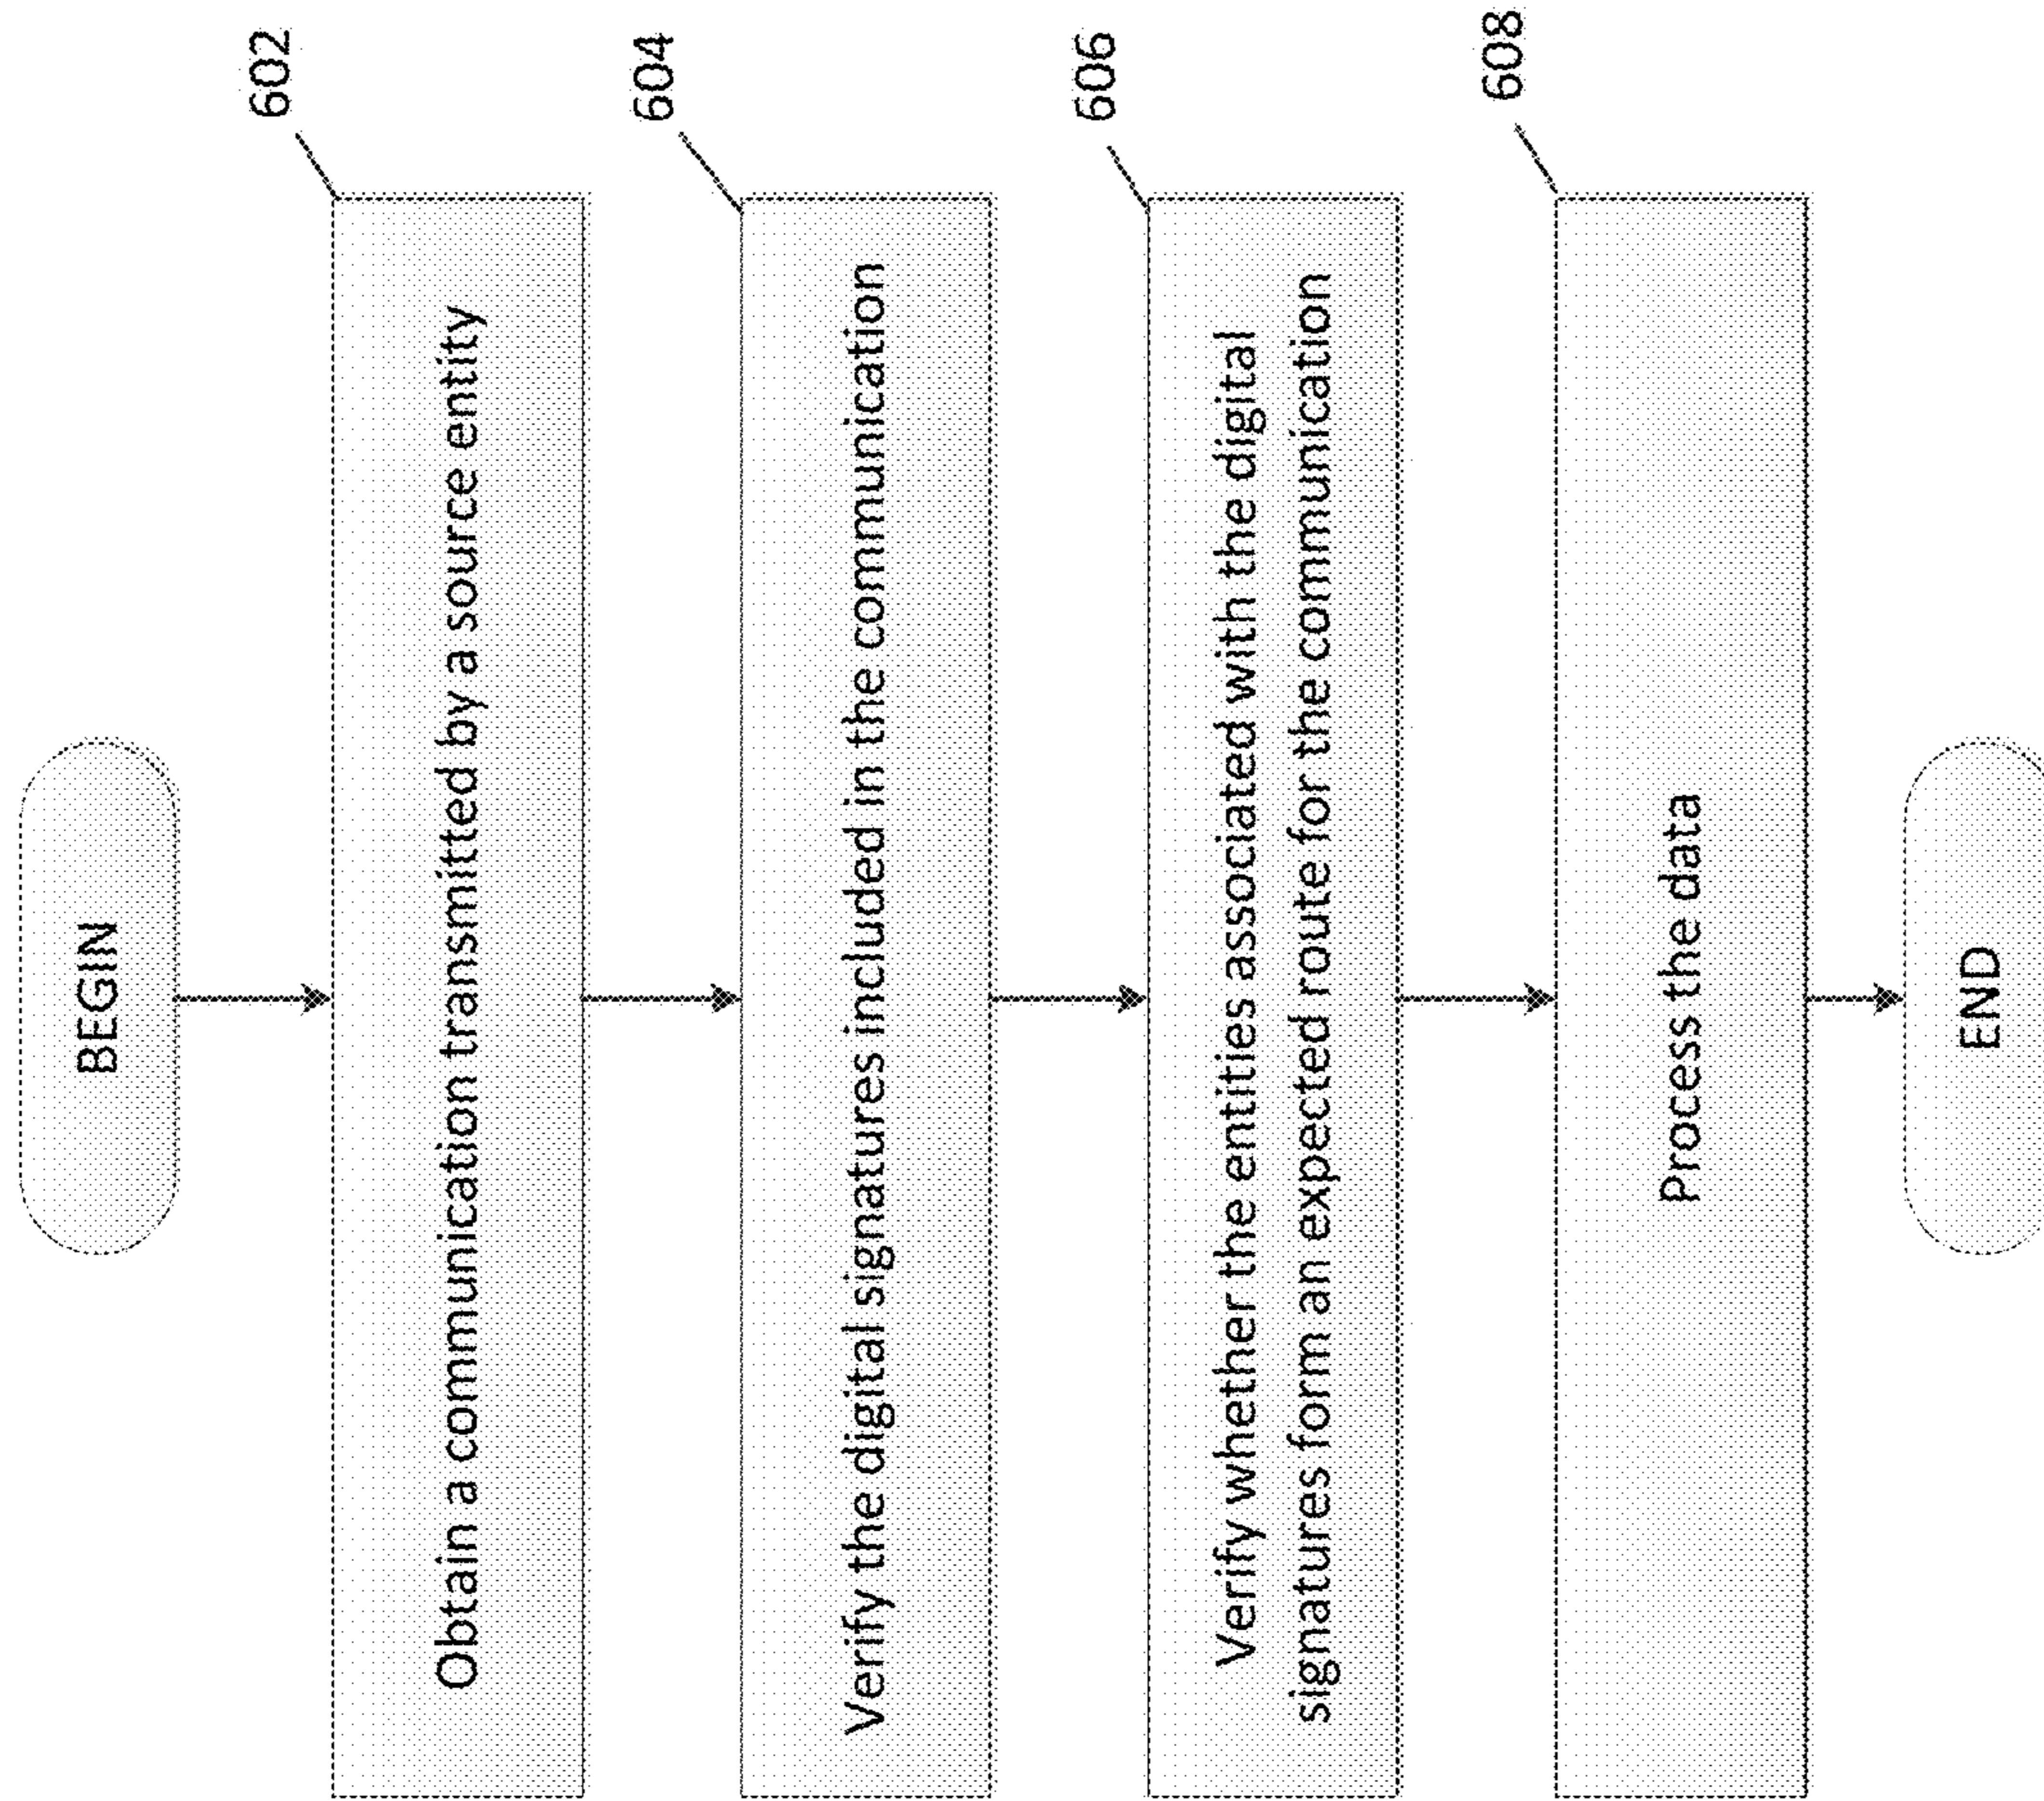 BEGIN
602
Obtain a communication transmitted by a source entity
604
Verify the digital signatures included in the communication
606
Verify whether the entities associated with the digital
signatures form an expected route for the communication
608
Process the data
END